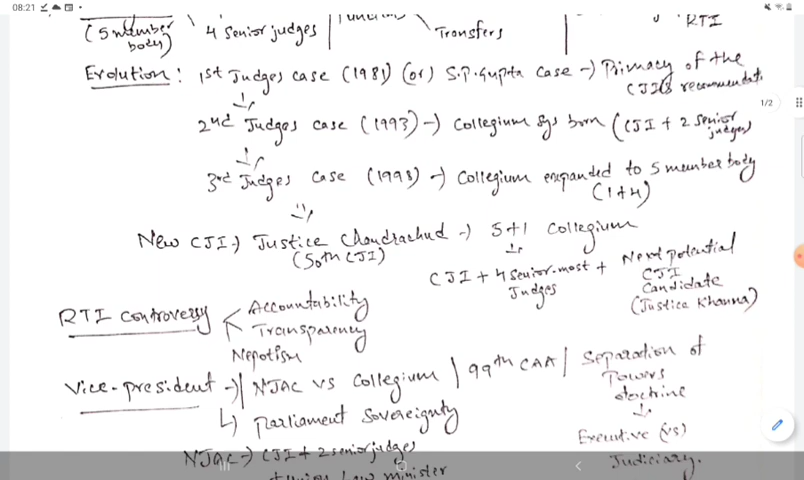 08:21
(5 member body)
4 Senior judges
Functions
Transfers
RTI
Evolution: 1st Judges case (1981) (or) S.P. Gupta case → Primacy of the CJI's recommendat
1/2
2nd Judges case (1993) → Collegium sys born (CJI + 2 senior judges)
3rd Judges case (1998) → Collegium expanded to 5 member body (1+4)
New CJI → Justice Chandrachud → 5+1 Collegium
(50th CJI)
CJI + 4 Senior-most Judges + Next potential CJI Candidate (Justice Khanna)
RTI controversy
Accountability
Transparency
Nepotism
Vice-president → | NJAC vs Collegium | 99th CAA | Separation of Powers doctrine
↳ Parliament Sovereignty
Executive (vs) Judiciary.
NJAC → CJI + 2 senior judges
law minister